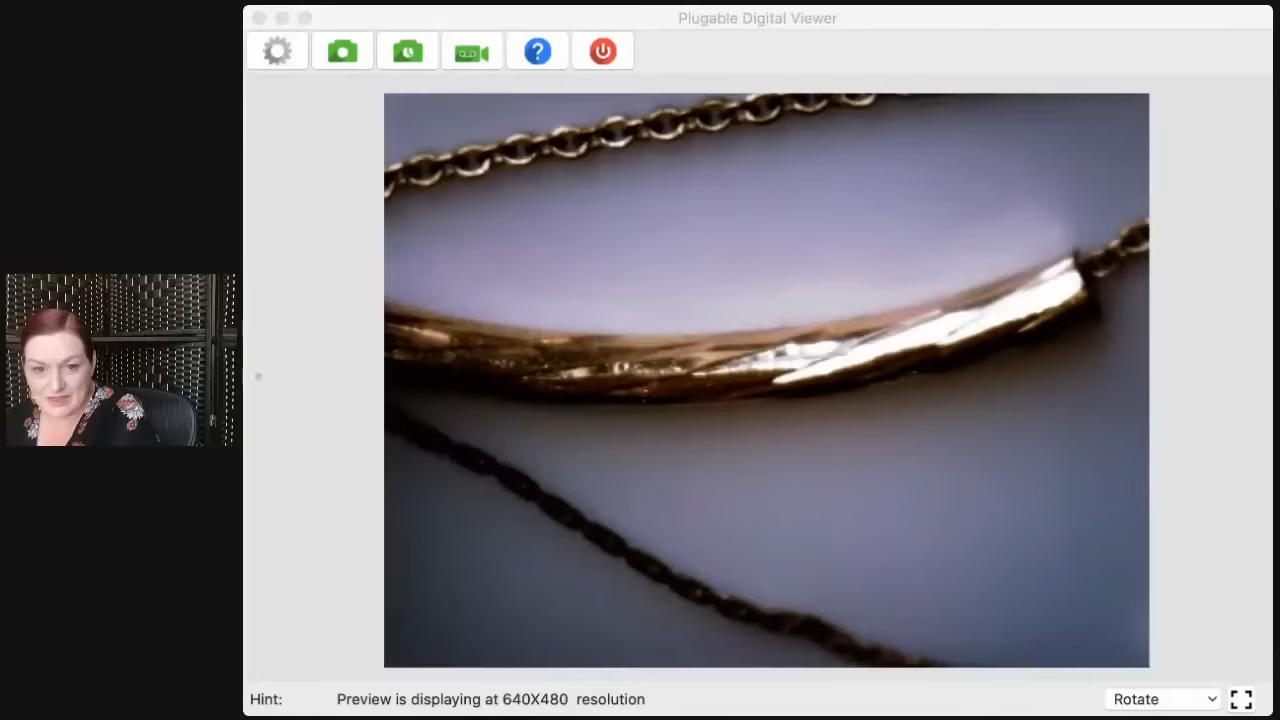 Plugable Digital Viewer
?
Hint: Preview is displaying at 640X480 resolution
Rotate